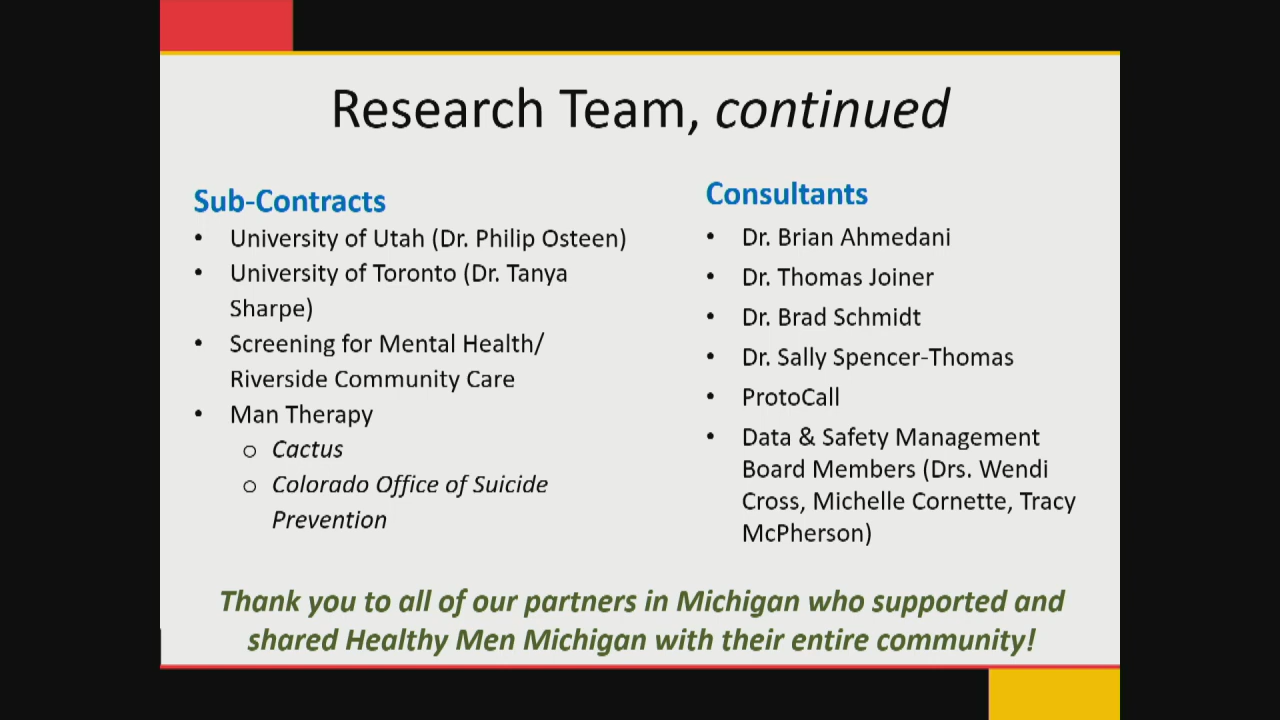 Research Team, continued
Sub-Contracts
• University of Utah (Dr. Philip Osteen)
• University of Toronto (Dr. Tanya
Sharpe)
• Screening for Mental Health/
Riverside Community Care
• Man Therapy
o Cactus
o Colorado Office of Suicide
Prevention
Consultants
• Dr. Brian Ahmedani
• Dr. Thomas Joiner
• Dr. Brad Schmidt
• Dr. Sally Spencer-Thomas
• ProtoCall
• Data & Safety Management
Board Members (Drs. Wendi
Cross, Michelle Cornette, Tracy
McPherson)
Thank you to all of our partners in Michigan who supported and
shared Healthy Men Michigan with their entire community!